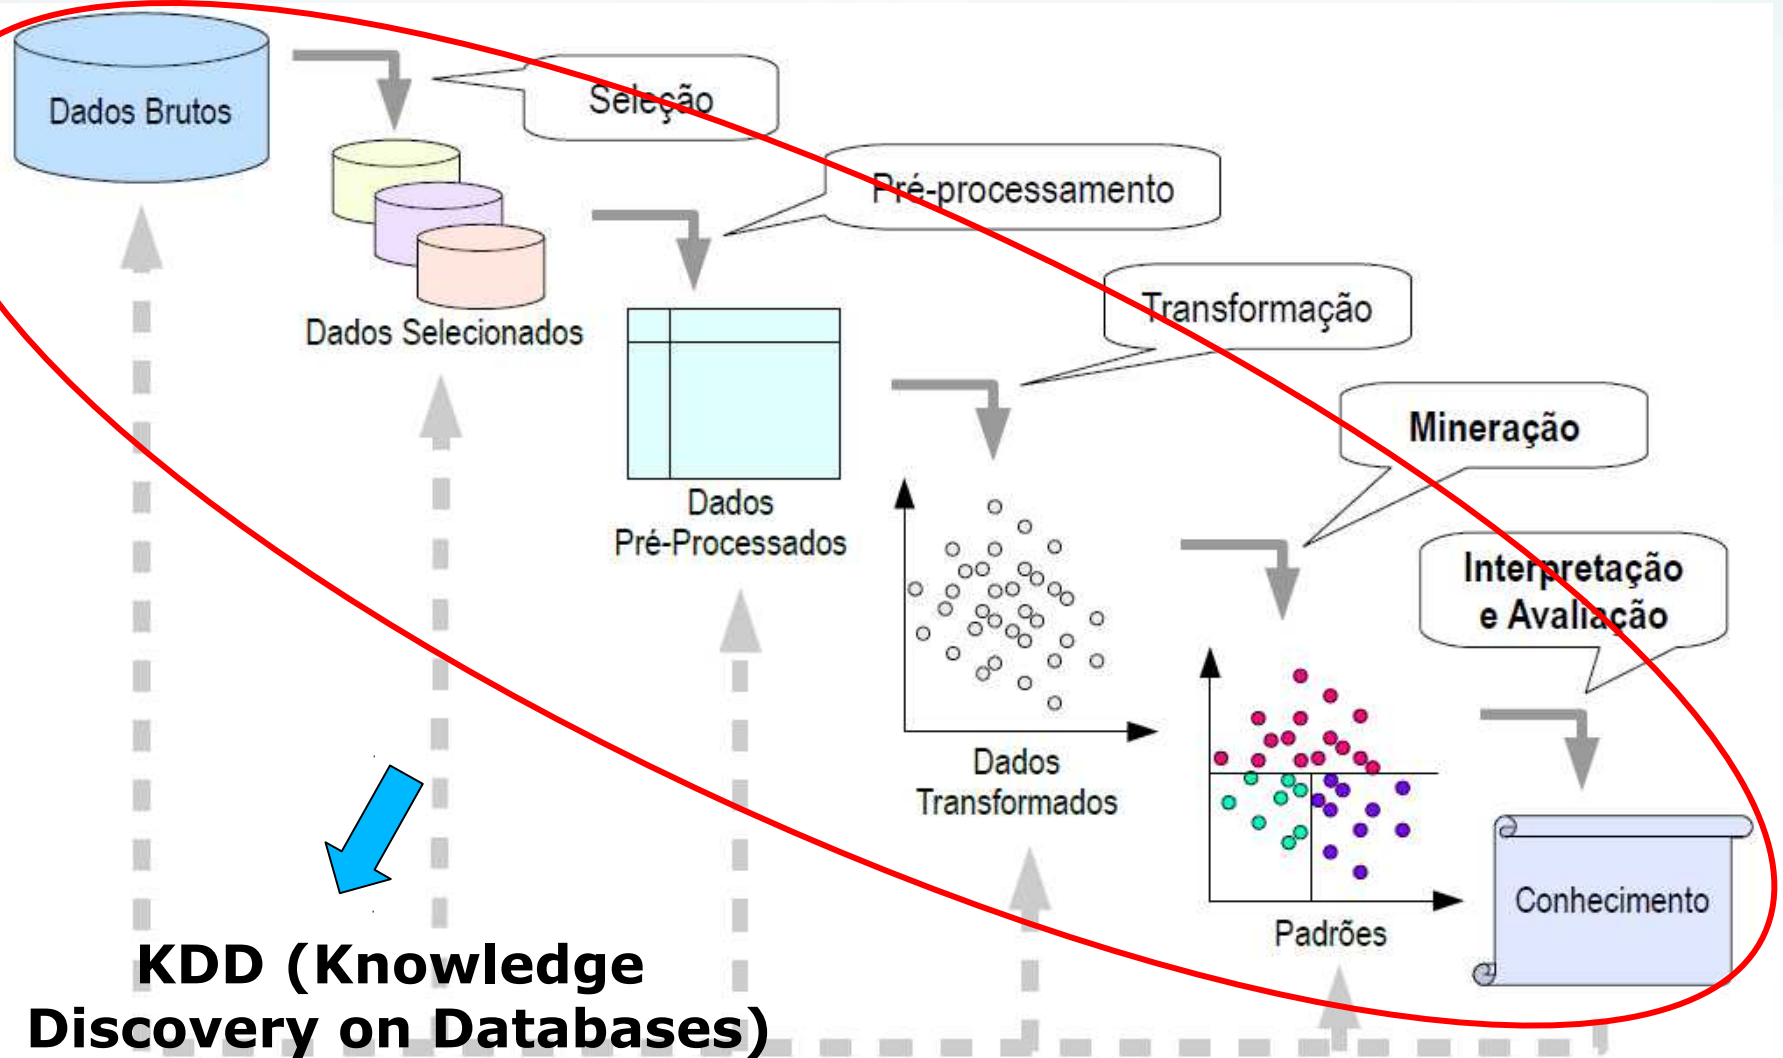 Dados Brutos
Seleção
Dados Selecionados
Pré-processamento
Dados
Pré-Processados
Transformação
Dados
Transformados
Mineração
Padrões
Interpretação
e Avaliação
Conhecimento
KDD (Knowledge
Discovery on Databases)